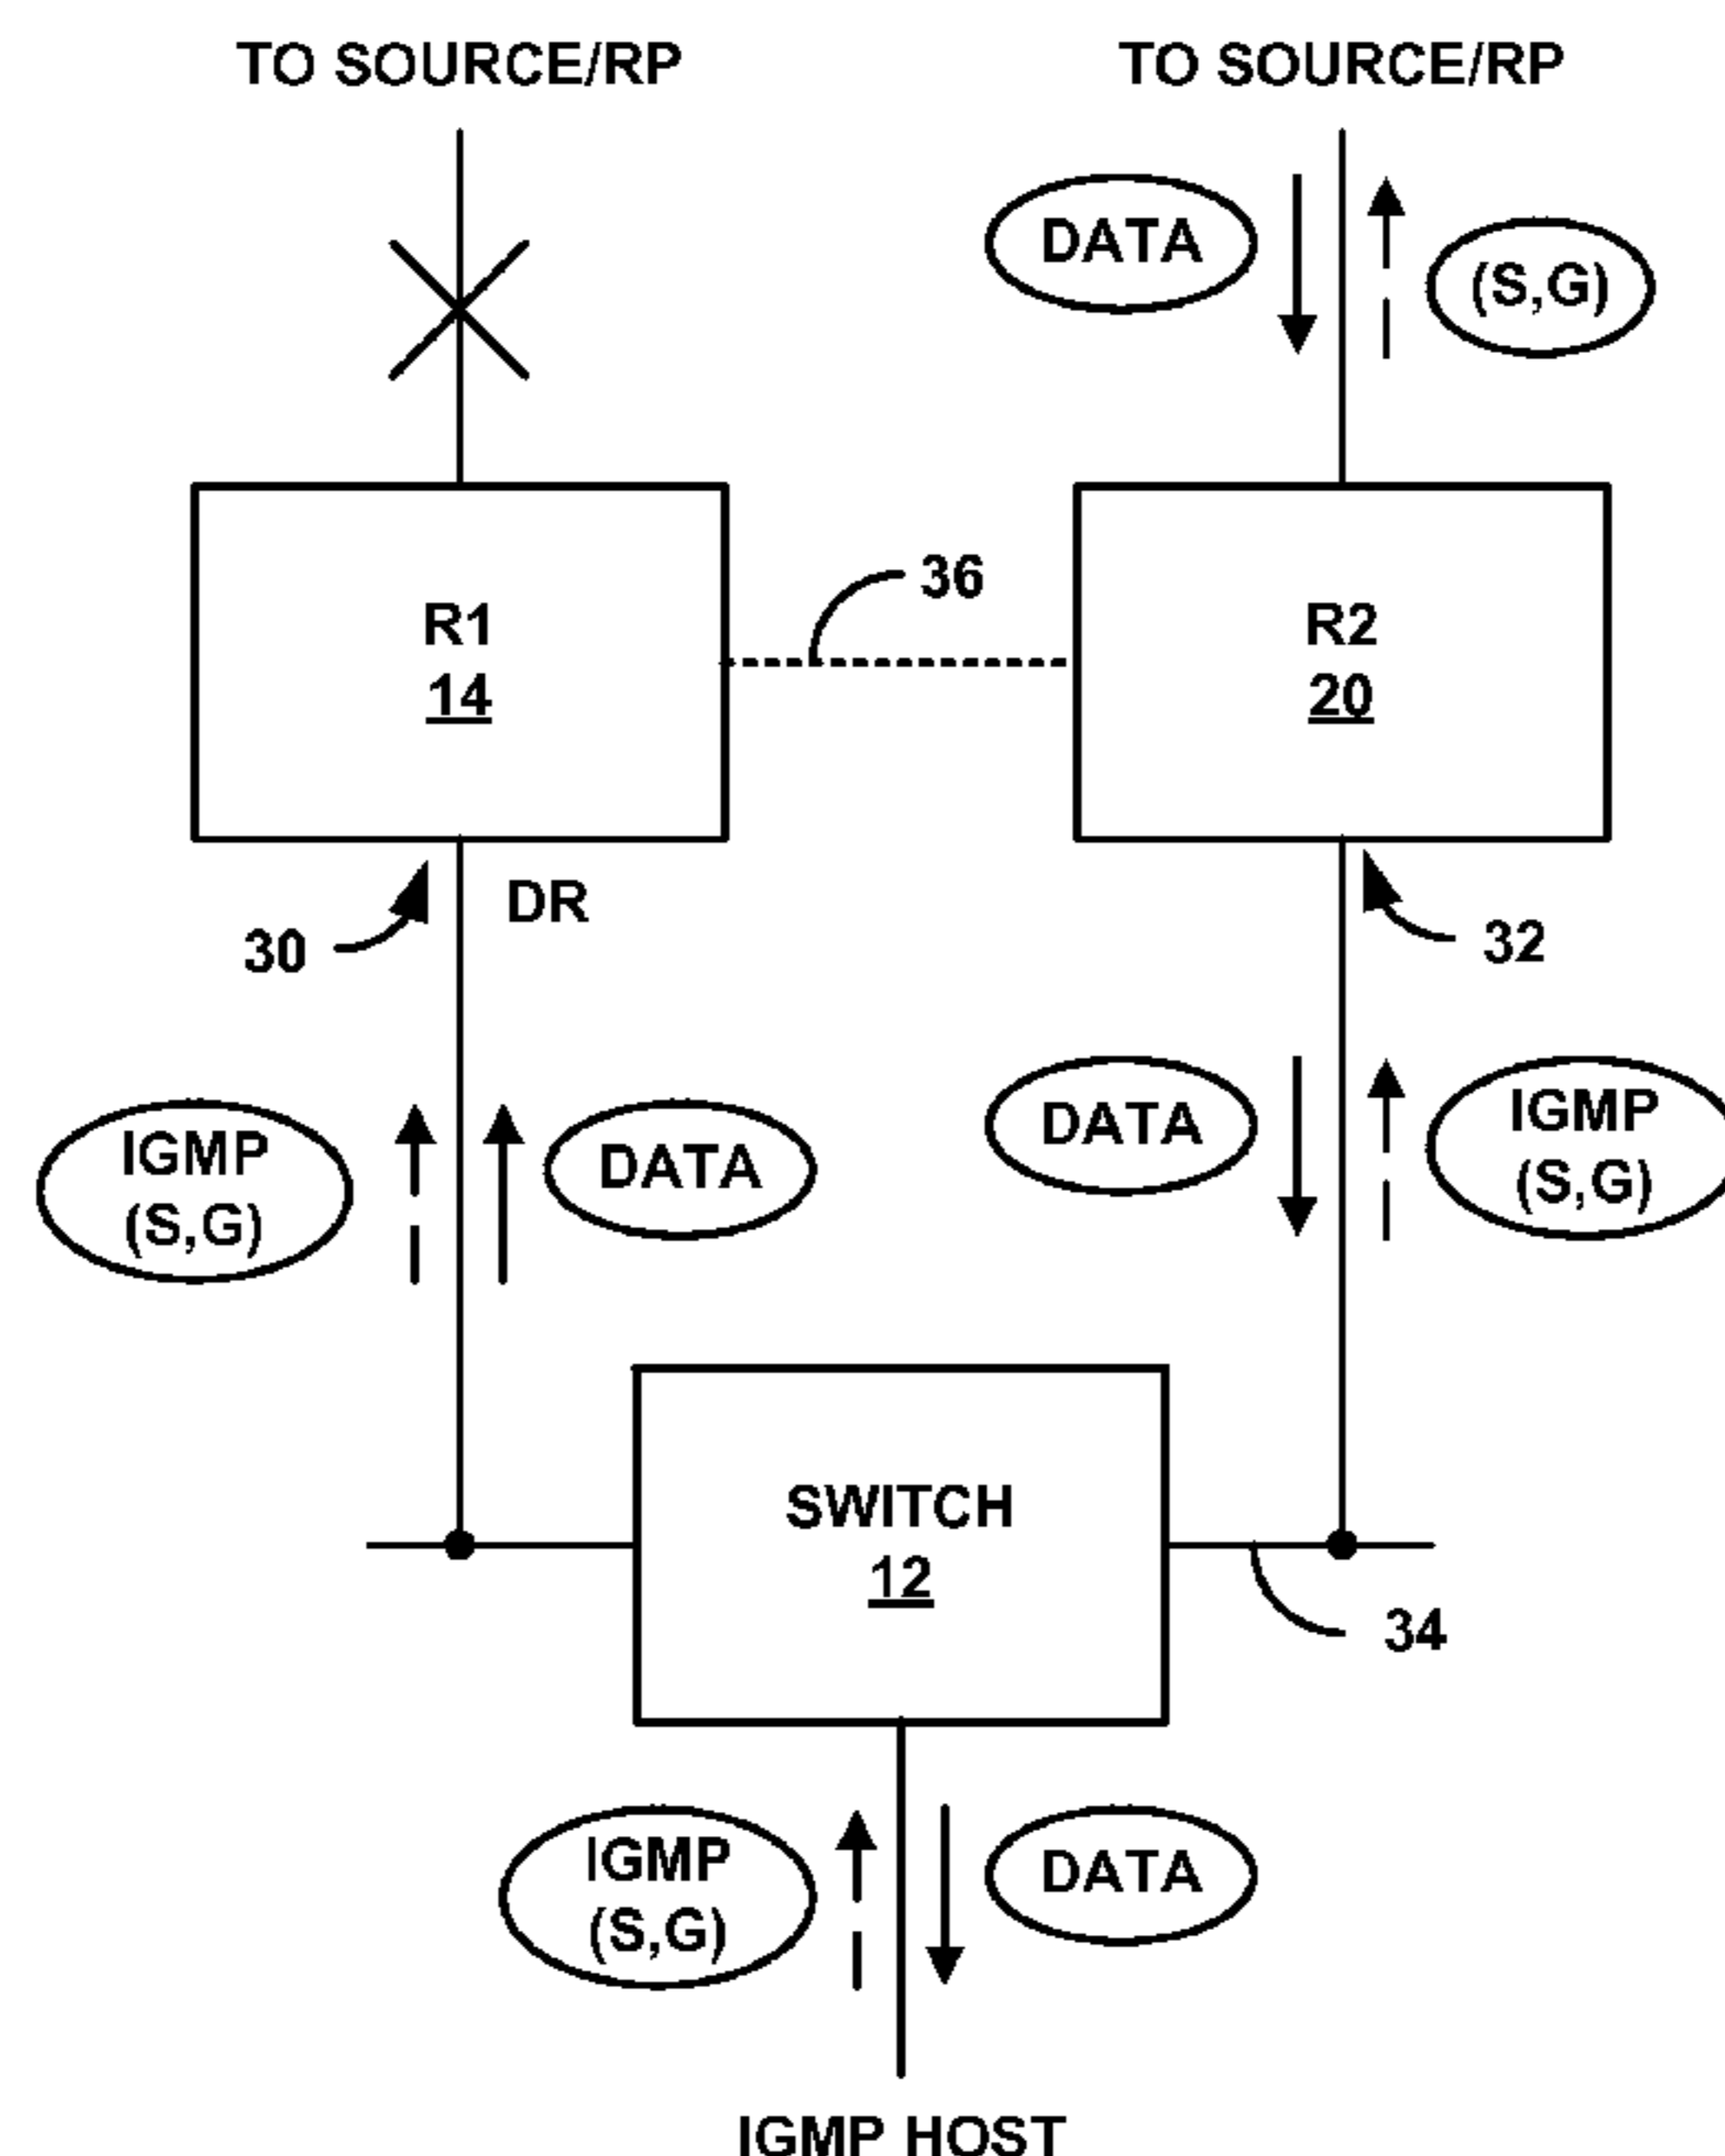 TO SOURCE/RP
TO SOURCE/RP
DATA
(S,G)
36
R1
14
R2
20
DR
30
32
IGMP
(S,G)
DATA
DATA
IGMP
(S,G)
SWITCH
12
34
IGMP
(S,G)
DATA
IGMP HOST